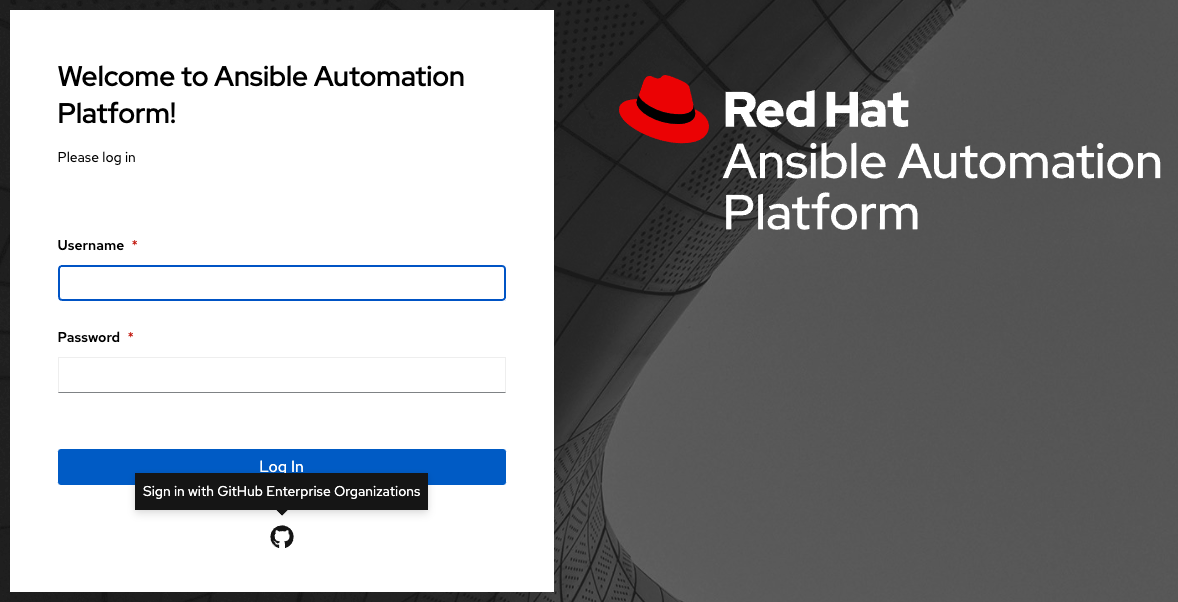 Welcome to Ansible Automation
Platform!
Please log in
Username *
Password *
Log In
Sign in with GitHub Enterprise Organizations
Red Hat
Ansible Automation
Platform